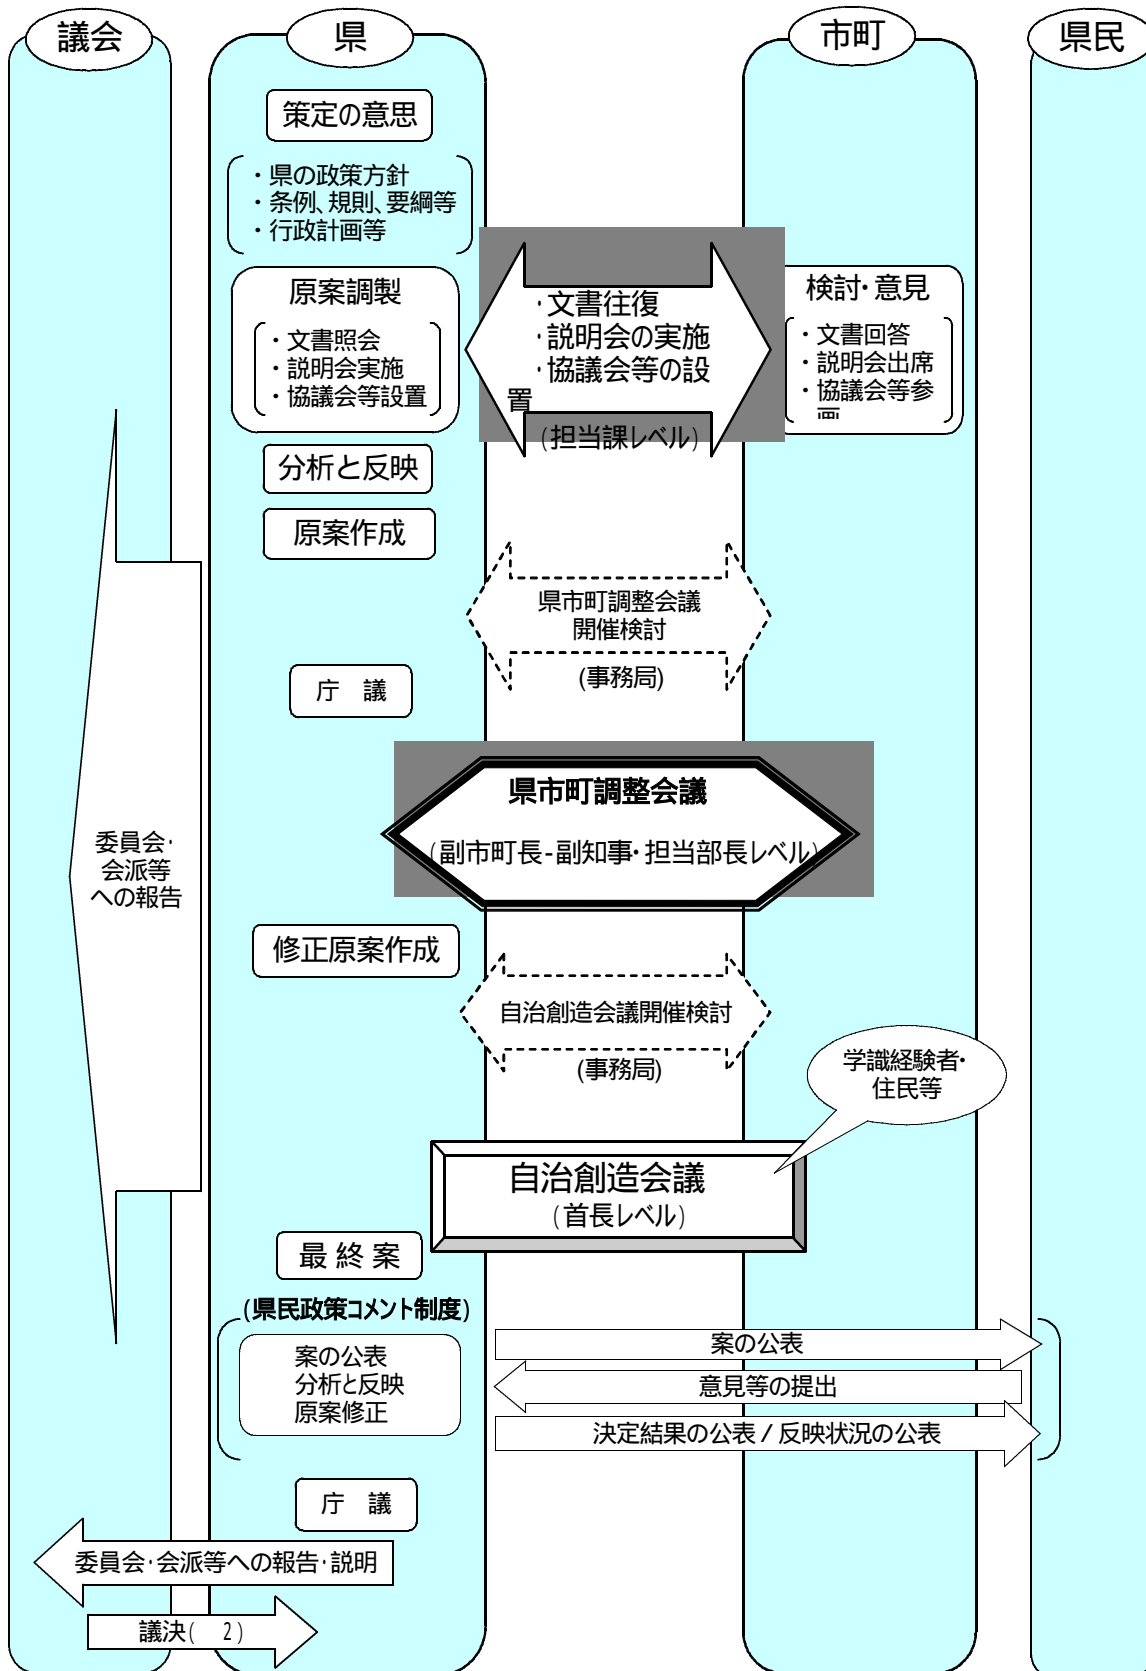 議会
県
市町
県民
策定の意思
・県の政策方針
・条例、規則、要綱等
・行政計画等
原案調製
・文書照会
・説明会実施
・協議会等設置
・文書往復
・説明会の実施
・協議会等の設
置
(担当課レベル)
検討・意見
・文書回答
・説明会出席
・協議会等参
画
分析と反映
原案作成
県市町調整会議
開催検討
(事務局)
庁 議
県市町調整会議
(副市町長-副知事・担当部長レベル)
委員会・
会派等
への報告
修正原案作成
自治創造会議開催検討
(事務局)
学識経験者・
住民等
自治創造会議
(首長レベル)
最 終 案
(県民政策コメント制度)
案の公表
分析と反映
原案修正
案の公表
意見等の提出
決定結果の公表 / 反映状況の公表
庁 議
委員会・会派等への報告・説明
議決( 2)